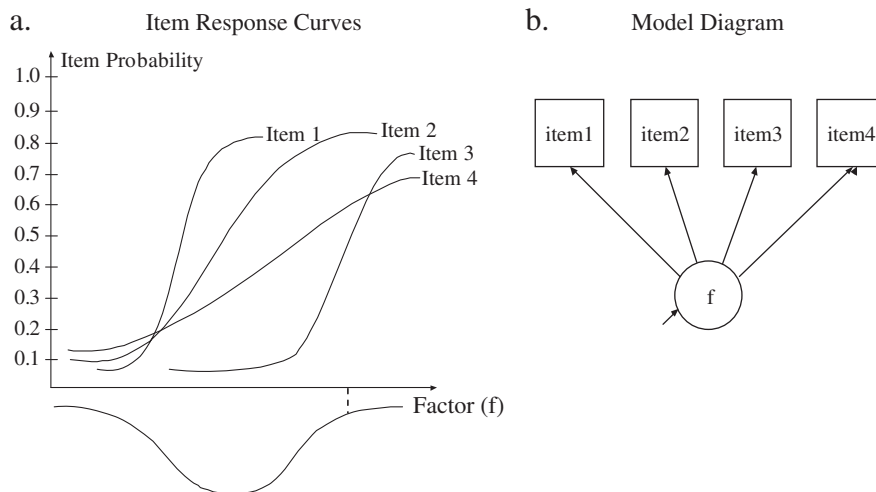 a.
Item Response Curves
Item Probability
1.0
0.9
0.8
0.7
0.6
0.5
0.4
0.3
0.2
0.1
Item 1
Item 2
Item 3
Item 4
Factor (f)
b.
Model Diagram
item1
item2
item3
item4
f